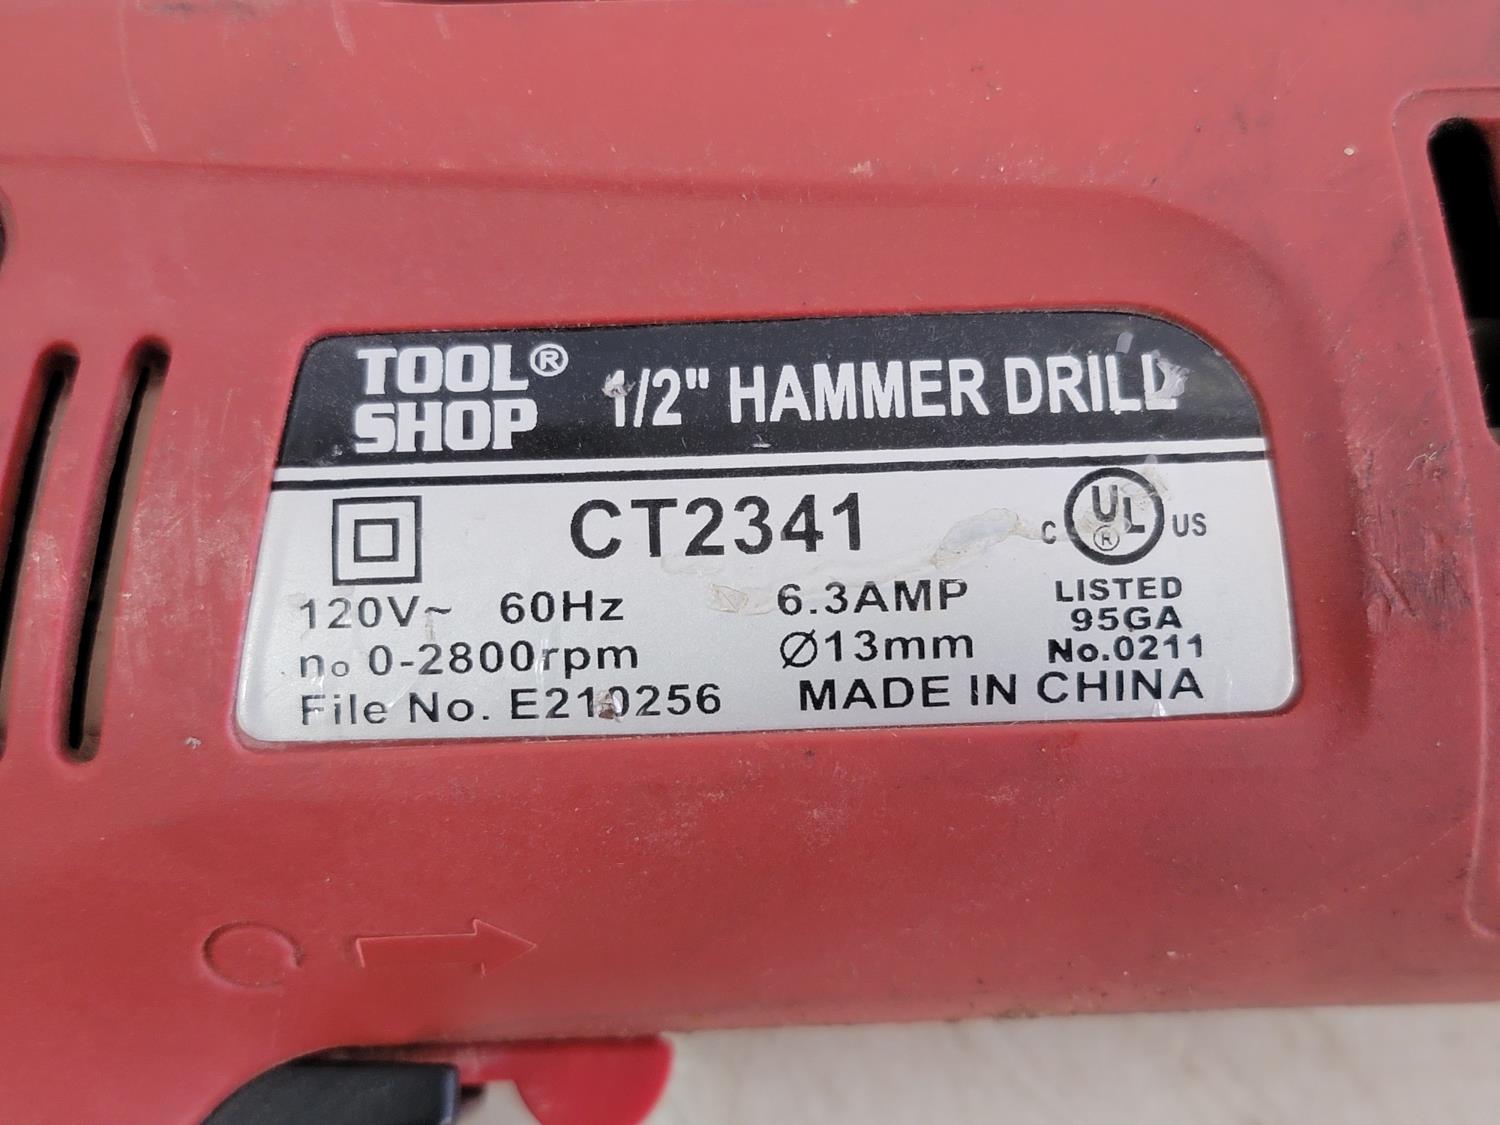 TOOL® SHOP
1/2" HAMMER DRILL
CT2341
C UL® US
120V~ 60Hz 6.3AMP
LISTED
95GA
No.0211
no 0-2800rpm Ø13mm
File No. E210256 MADE IN CHINA